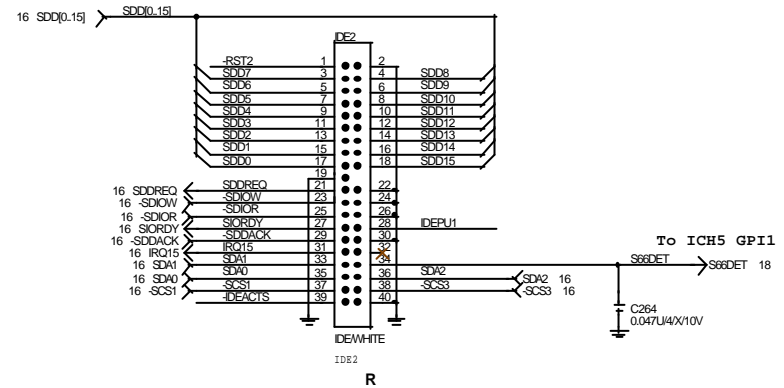 16 SDD[0..15] SDD[0..15]
IDE2
-RST2 1 2
SDD7 3 4 SDD8
SDD6 5 6 SDD9
SDD5 7 8 SDD10
SDD4 9 10 SDD11
SDD3 11 12 SDD12
SDD2 13 14 SDD13
SDD1 15 16 SDD14
SDD0 17 18 SDD15
19
16 SDDREQ SDDREQ 21 22
16 -SDIOW -SDIOW 23 24
16 -SDIOR -SDIOR 25 26
16 SIORDY SIORDY 27 28 IDEPU1
16 -SDDACK -SDDACK 29 30
16 IRQ15 IRQ15 31 32
16 SDA1 SDA1 33 34 S66DET S66DET 18
To ICH5 GPI1
16 SDA0 SDA0 35 36 SDA2 SDA2 16
16 -SCS1 -SCS1 37 38 -SCS3 -SCS3 16
-IDEACTS 39 40
C264
0.047U/4/X/10V
IDE/WHITE
IDE2
R